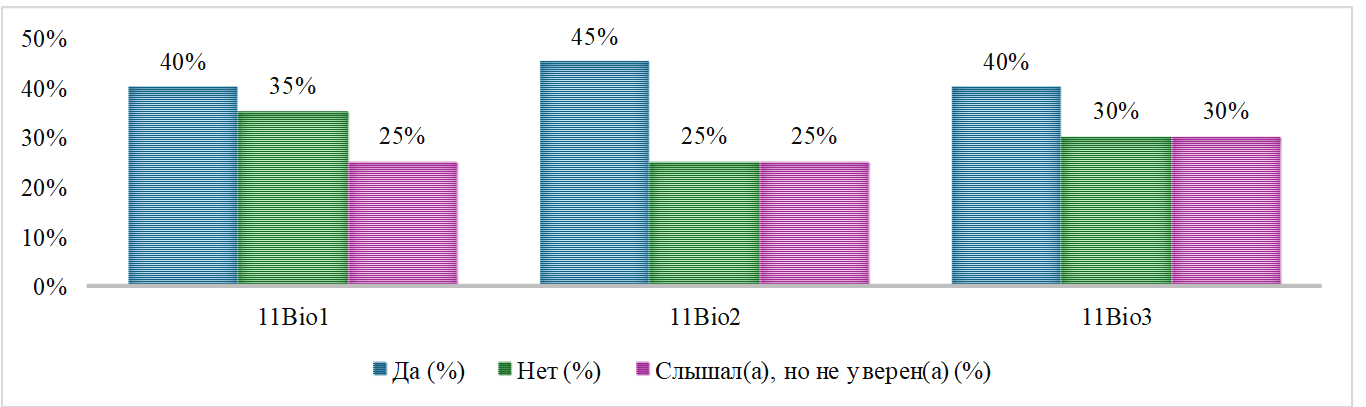 50%
40%
30%
20%
10%
0%
40%
35%
25%
45%
25%
25%
40%
30%
30%
11Bio1
11Bio2
11Bio3
Да (%)
Нет (%)
Слышал(а), но не уверен(а) (%)